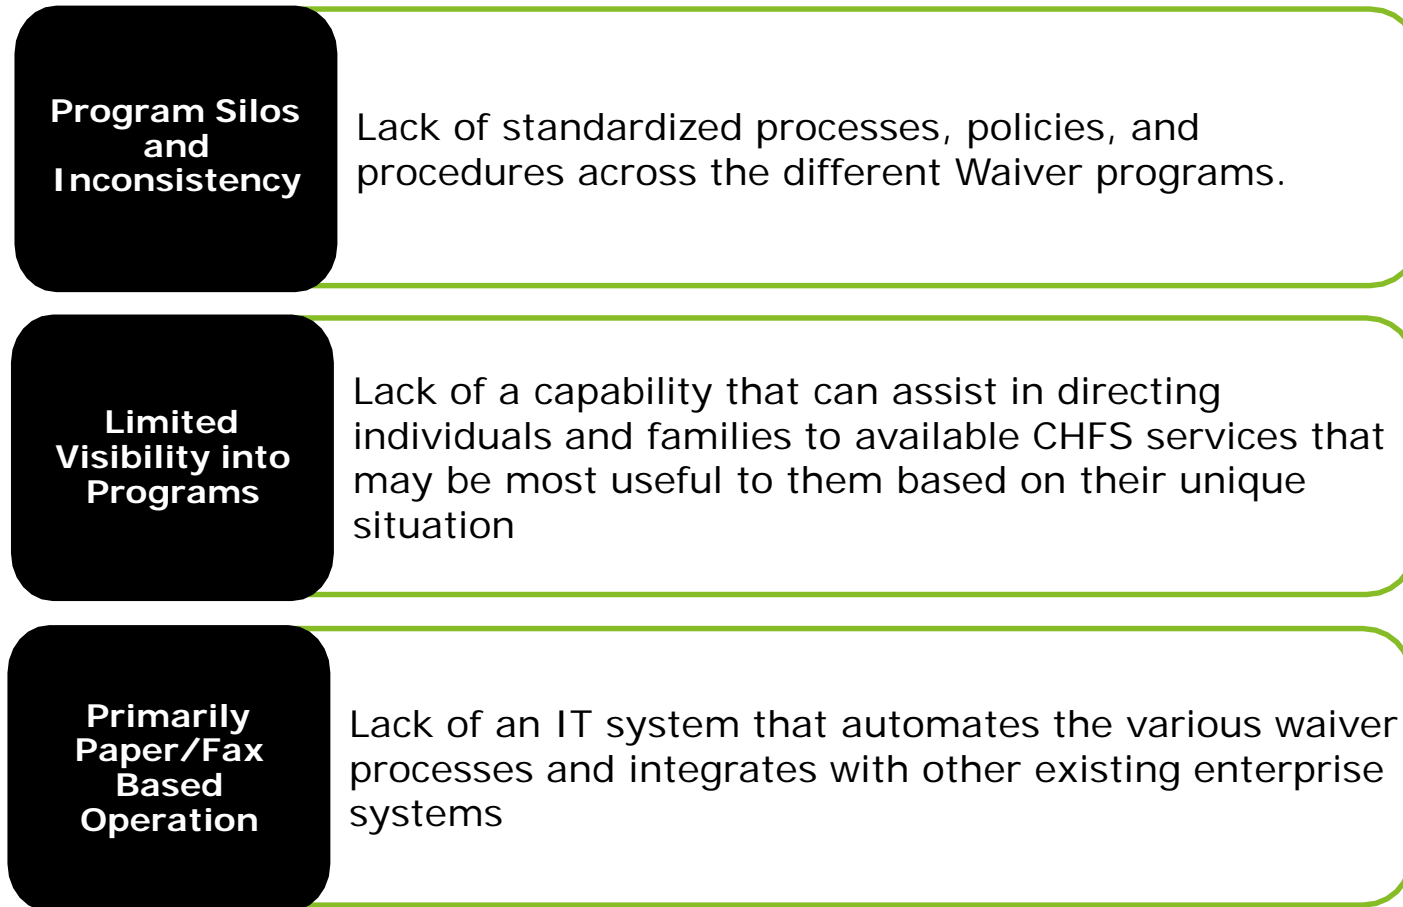 Program Silos
and
Inconsistency
Lack of standardized processes, policies, and
procedures across the different Waiver programs.
Limited
Visibility into
Programs
Lack of a capability that can assist in directing
individuals and families to available CHFS services that
may be most useful to them based on their unique
situation
Primarily
Paper/Fax
Based
Operation
Lack of an IT system that automates the various waiver
processes and integrates with other existing enterprise
systems